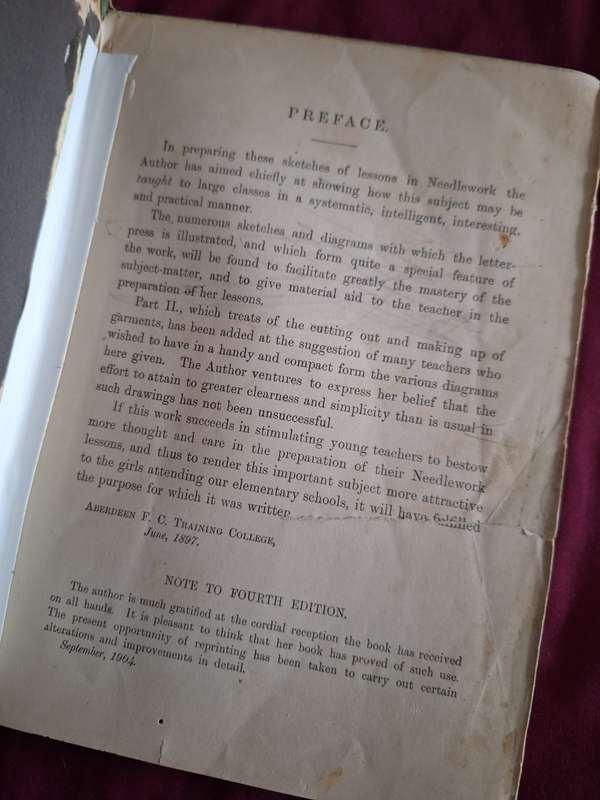 PREFACE.
In preparing these sketches of lessons in Needlework the
Author has aimed chiefly at showing how this subject may be
taught to large classes in a systematic, intelligent, interesting,
and practical manner.
The numerous sketches and diagrams with which the letter-
press is illustrated, and which form quite a special feature of
the work, will be found to facilitate greatly the mastery of the
subject-matter, and to give material aid to the teacher in the
preparation of her lessons.
Part II., which treats of the cutting out and making up of
garments, has been added at the suggestion of many teachers who
wished to have in a handy and compact form the various diagrams
here given. The Author ventures to express her belief that the
effort to attain to greater clearness and simplicity than is usual in
such drawings has not been unsuccessful.
If this work succeeds in stimulating young teachers to bestow
more thought and care in the preparation of their Needlework
lessons, and thus to render this important subject more attractive
to the girls attending our elementary schools, it will have fulfilled
the purpose for which it was written.
ABERDEEN F. C. TRAINING COLLEGE,
June, 1897.
NOTE TO FOURTH EDITION.
The author is much gratified at the cordial reception the book has received
on all hands. It is pleasant to think that her book has proved of such use.
The present opportunity of reprinting has been taken to carry out certain
alterations and improvements in detail.
September, 1904.